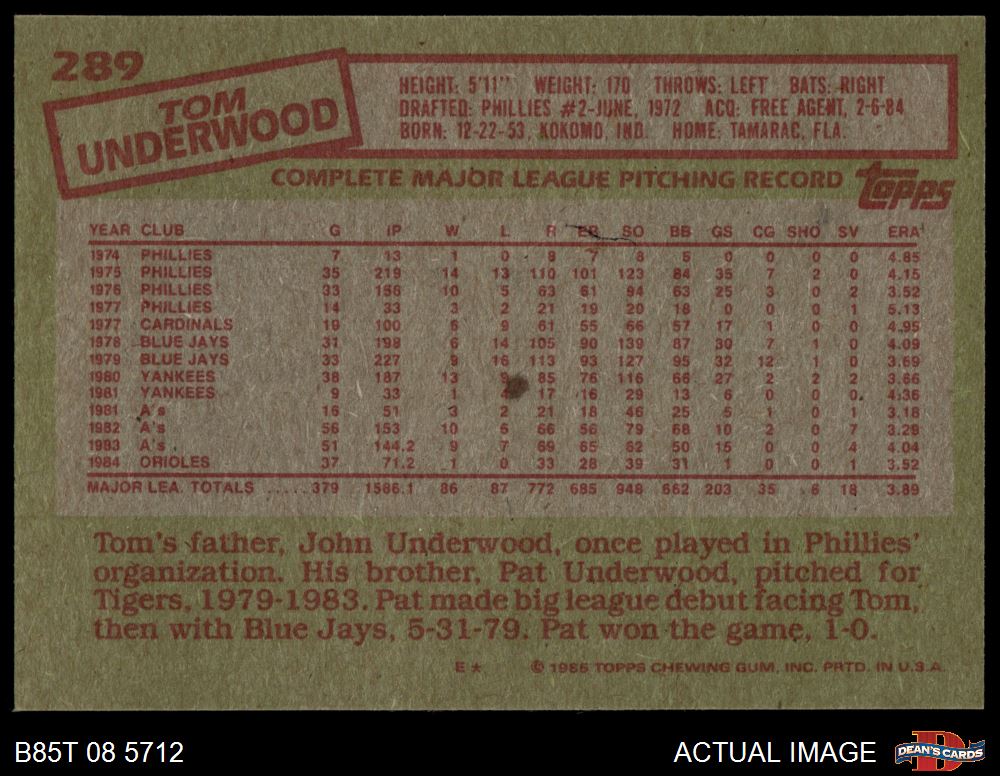 289
TOM
UNDERWOOD
HEIGHT: 5'11" WEIGHT: 170 THROWS: LEFT BATS: RIGHT
DRAFTED: PHILLIES #2-JUNE, 1972 ACQ: FREE AGENT, 2-6-84
BORN: 12-22-53, KOKOMO, IND. HOME: TAMARAC, FLA.
COMPLETE MAJOR LEAGUE PITCHING RECORD
Topps
YEAR CLUB G IP W L R ER SO BB GS CG SHO SV ERA
1974 PHILLIES 7 13 1 0 8 7 8 5 0 0 0 0 4.85
1975 PHILLIES 35 219 14 13 110 101 123 84 35 7 2 0 4.15
1976 PHILLIES 33 156 10 5 63 61 94 63 25 3 0 2 3.52
1977 PHILLIES 14 33 3 2 21 19 20 18 0 0 0 1 5.13
1977 CARDINALS 19 100 6 9 61 55 66 57 17 1 0 0 4.95
1978 BLUE JAYS 31 198 6 14 105 90 139 87 30 7 1 0 4.09
1979 BLUE JAYS 33 227 9 16 113 93 127 95 32 12 1 0 3.69
1980 YANKEES 38 187 13 9 85 76 116 66 27 2 2 2 3.66
1981 YANKEES 9 33 1 4 17 16 29 13 6 0 0 0 4.36
1981 A's 16 51 3 2 21 18 46 25 5 1 0 1 3.18
1982 A's 56 153 10 6 66 56 79 68 10 2 0 7 3.29
1983 A's 51 144.2 9 7 69 65 62 50 15 0 0 4 4.04
1984 ORIOLES 37 71.2 1 0 33 28 39 31 1 0 0 1 3.52
MAJOR LEA. TOTALS ..... 379 1586.1 86 87 772 685 948 662 203 35 6 18 3.89
Tom's father, John Underwood, once played in Phillies'
organization. His brother, Pat Underwood, pitched for
Tigers, 1979-1983. Pat made big league debut facing Tom,
then with Blue Jays, 5-31-79. Pat won the game, 1-0.
E* © 1985 TOPPS CHEWING GUM, INC. PRTD. IN U.S.A.
B85T 08 5712
ACTUAL IMAGE
DEAN'S CARDS